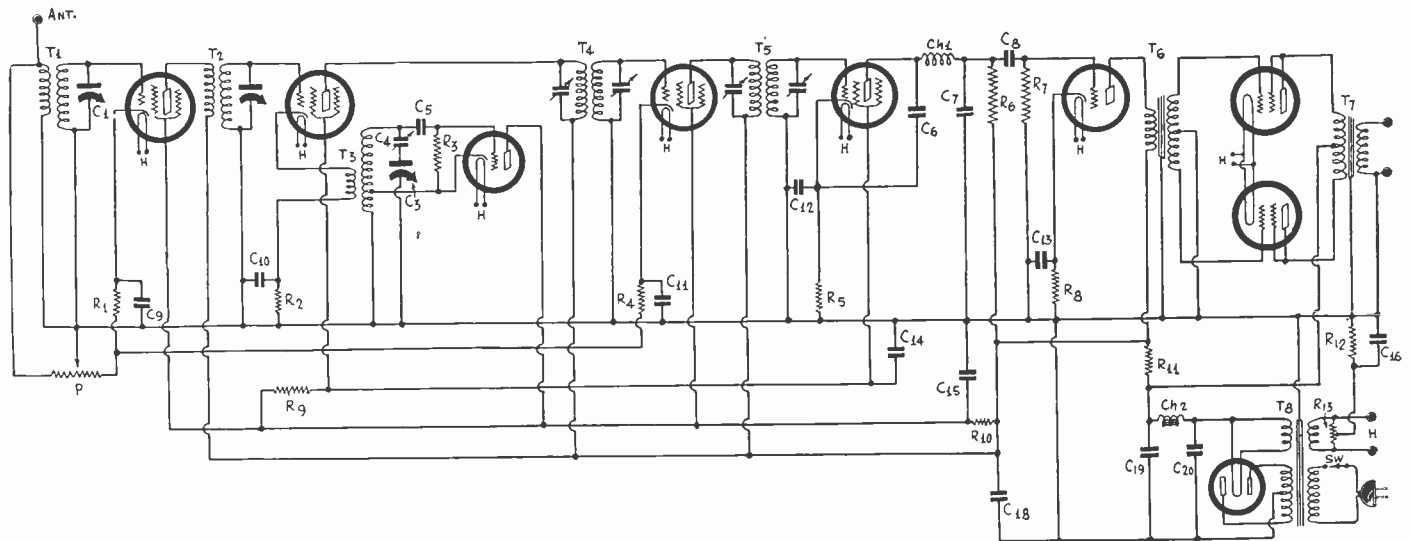 ANT.
T1
C1
T2
H
H
T3
C4
C5
R3
C3
H
T4
H
T5
H
C12
C6
Ch1
C7
R6
C8
R7
H
T6
H
T7
C10
R2
R1
C9
R4
C11
R5
C13
R8
P
R9
C14
C15
R10
R11
R12
C16
Ch2
T8
R13
H
C19
C20
SW
C18